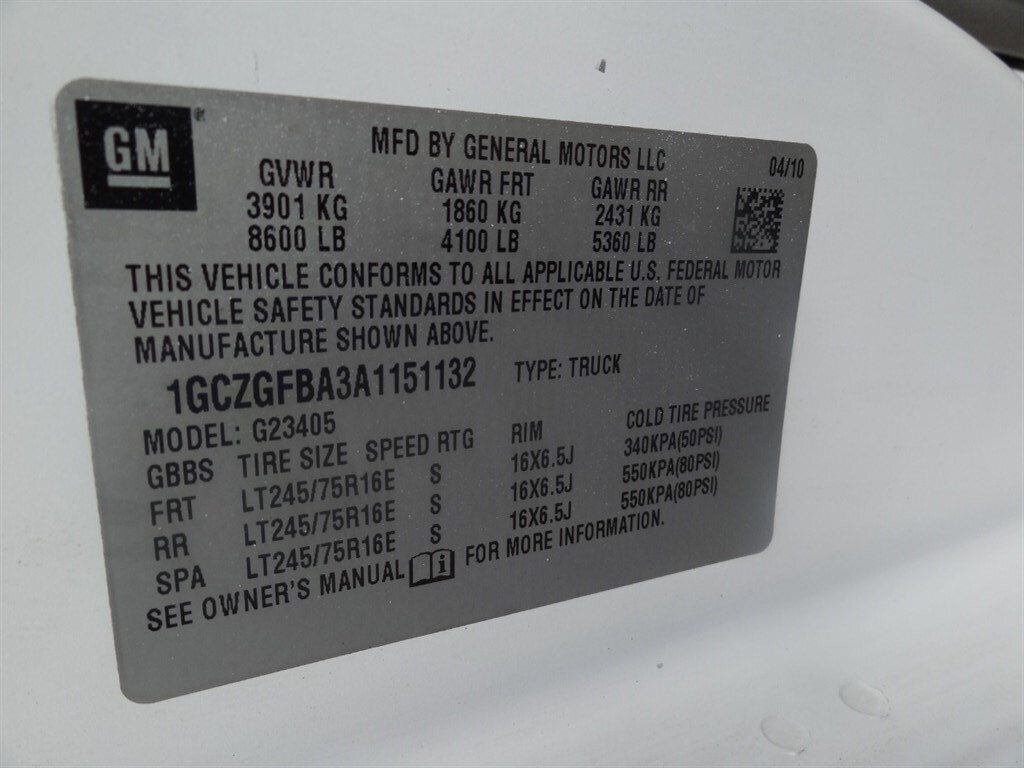 GM
MFD BY GENERAL MOTORS LLC 04/10
GVWR GAWR FRT GAWR RR
3901 KG 1860 KG 2431 KG
8600 LB 4100 LB 5360 LB
THIS VEHICLE CONFORMS TO ALL APPLICABLE U.S. FEDERAL MOTOR
VEHICLE SAFETY STANDARDS IN EFFECT ON THE DATE OF
MANUFACTURE SHOWN ABOVE.
1GCZGFBA3A1151132 TYPE: TRUCK
MODEL: G23405
GBBS TIRE SIZE SPEED RTG RIM COLD TIRE PRESSURE
FRT LT245/75R16E S 16X6.5J 340KPA(50PSI)
RR LT245/75R16E S 16X6.5J 550KPA(80PSI)
SPA LT245/75R16E S 16X6.5J 550KPA(80PSI)
SEE OWNER'S MANUAL i FOR MORE INFORMATION.